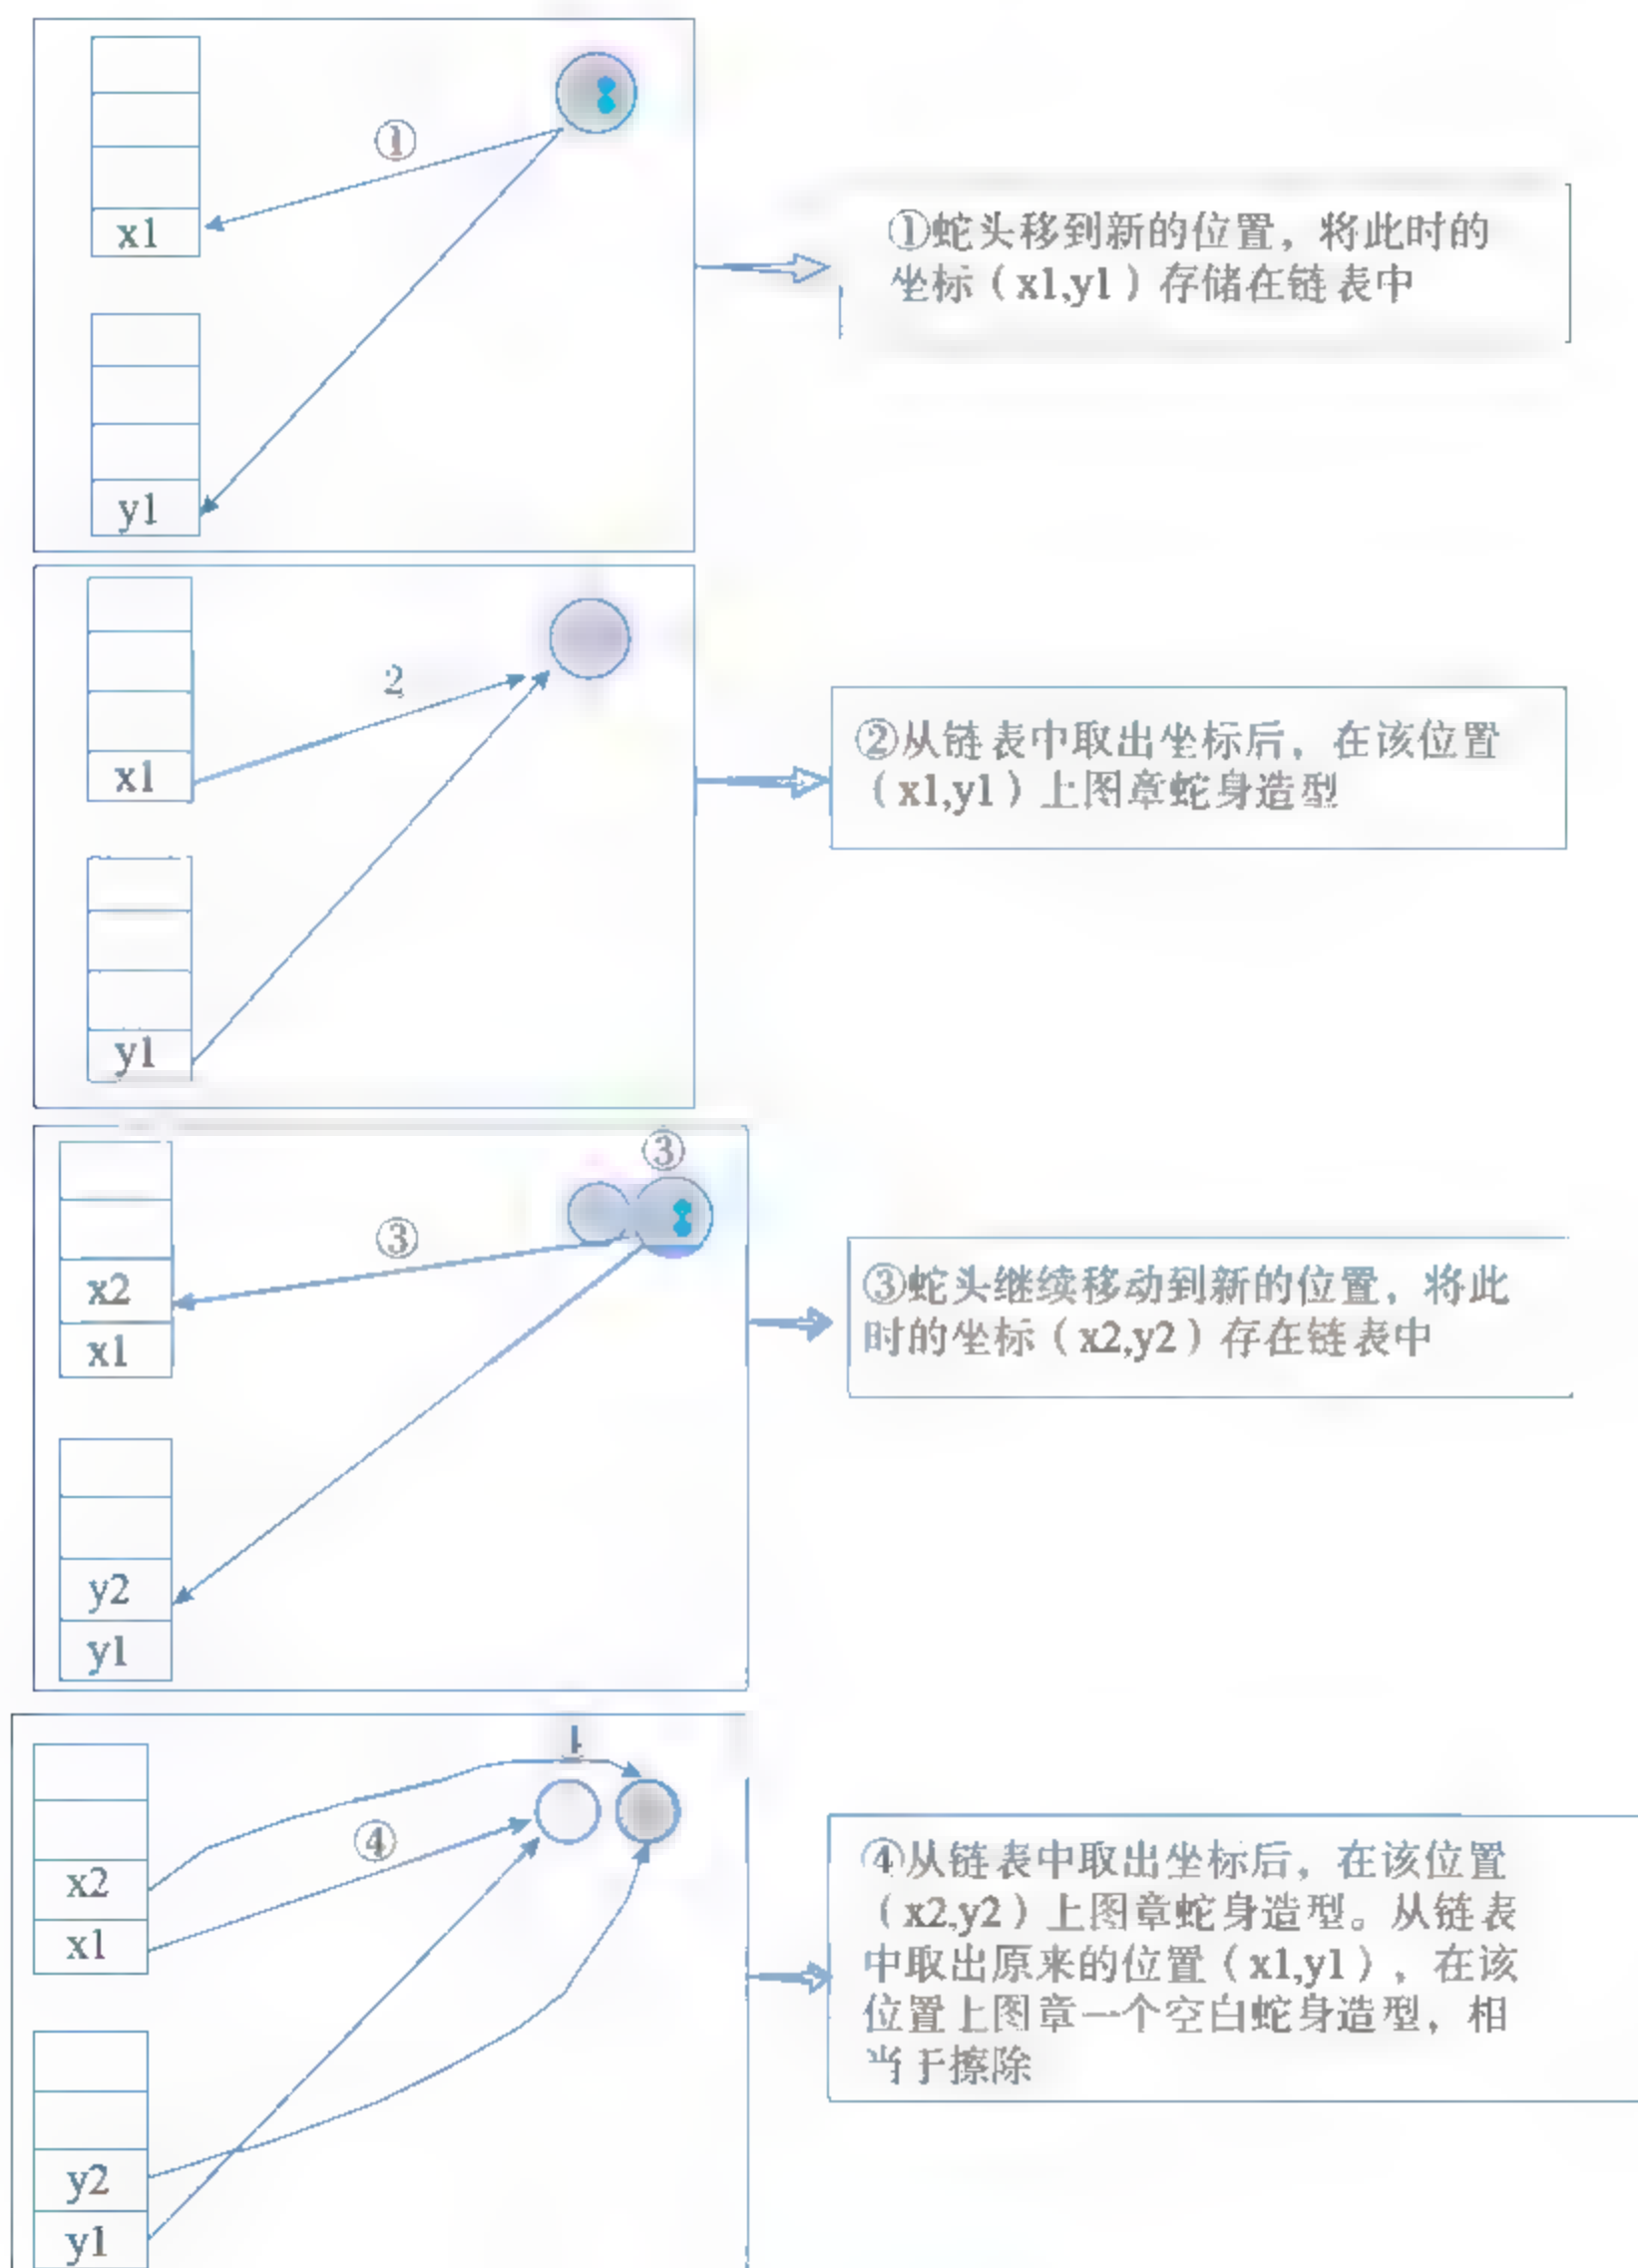 ①
x1
y1
①蛇头移到新的位置，将此时的
坐标（x1,y1）存储在链表中
2
x1
y1
②从链表中取出坐标后，在该位置
（x1,y1）上图章蛇身造型
③
③
x2
x1
y2
y1
③蛇头继续移动到新的位置，将此
时的坐标（x2,y2）存在链表中
④
x2
x1
y2
y1
④从链表中取出坐标后，在该位置
（x2,y2）上图章蛇身造型。从链表
中取出原来的位置（x1,y1），在该
位置上图章一个空白蛇身造型，相
当于擦除